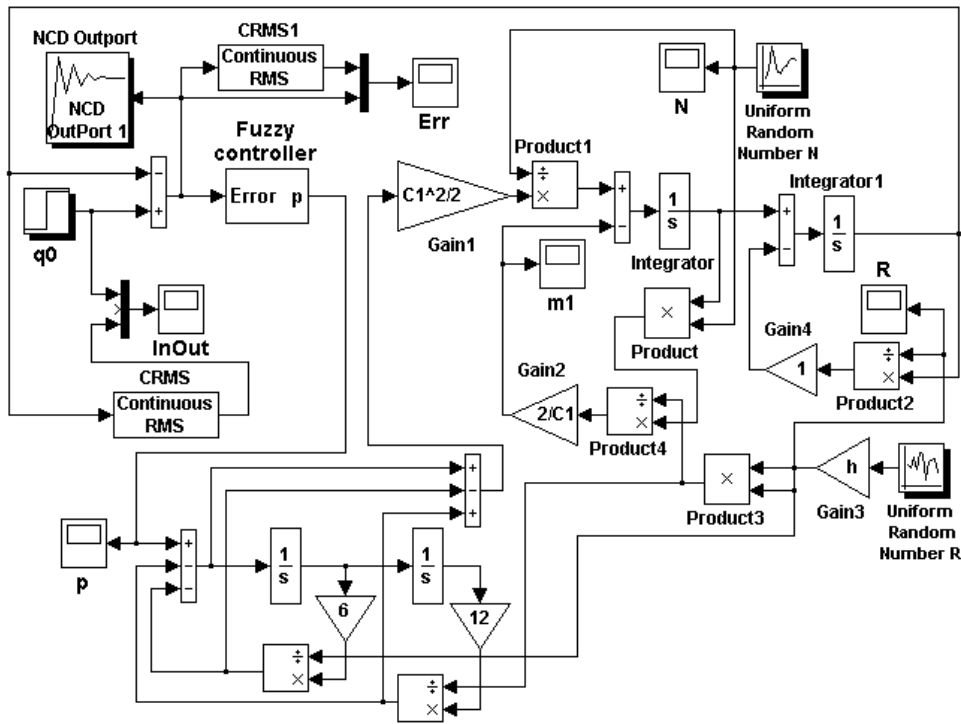 NCD Outport
NCD
OutPort 1
CRMS1
Continuous
RMS
Err
Fuzzy
controller
Error p
q0
InOut
CRMS
Continuous
RMS
C1^2/2
Gain1
Product1
÷
×
N
Uniform
Random
Number N
+
−
1
s
Integrator
Integrator1
+
−
1
s
m1
×
Product
R
Gain4
1
÷
×
Product2
Gain2
2/C1
÷
×
Product4
×
Product3
h
Gain3
Uniform
Random
Number R
−
+
×
+
−
+
p
+
−
−
1
s
1
s
6
12
÷
×
÷
×